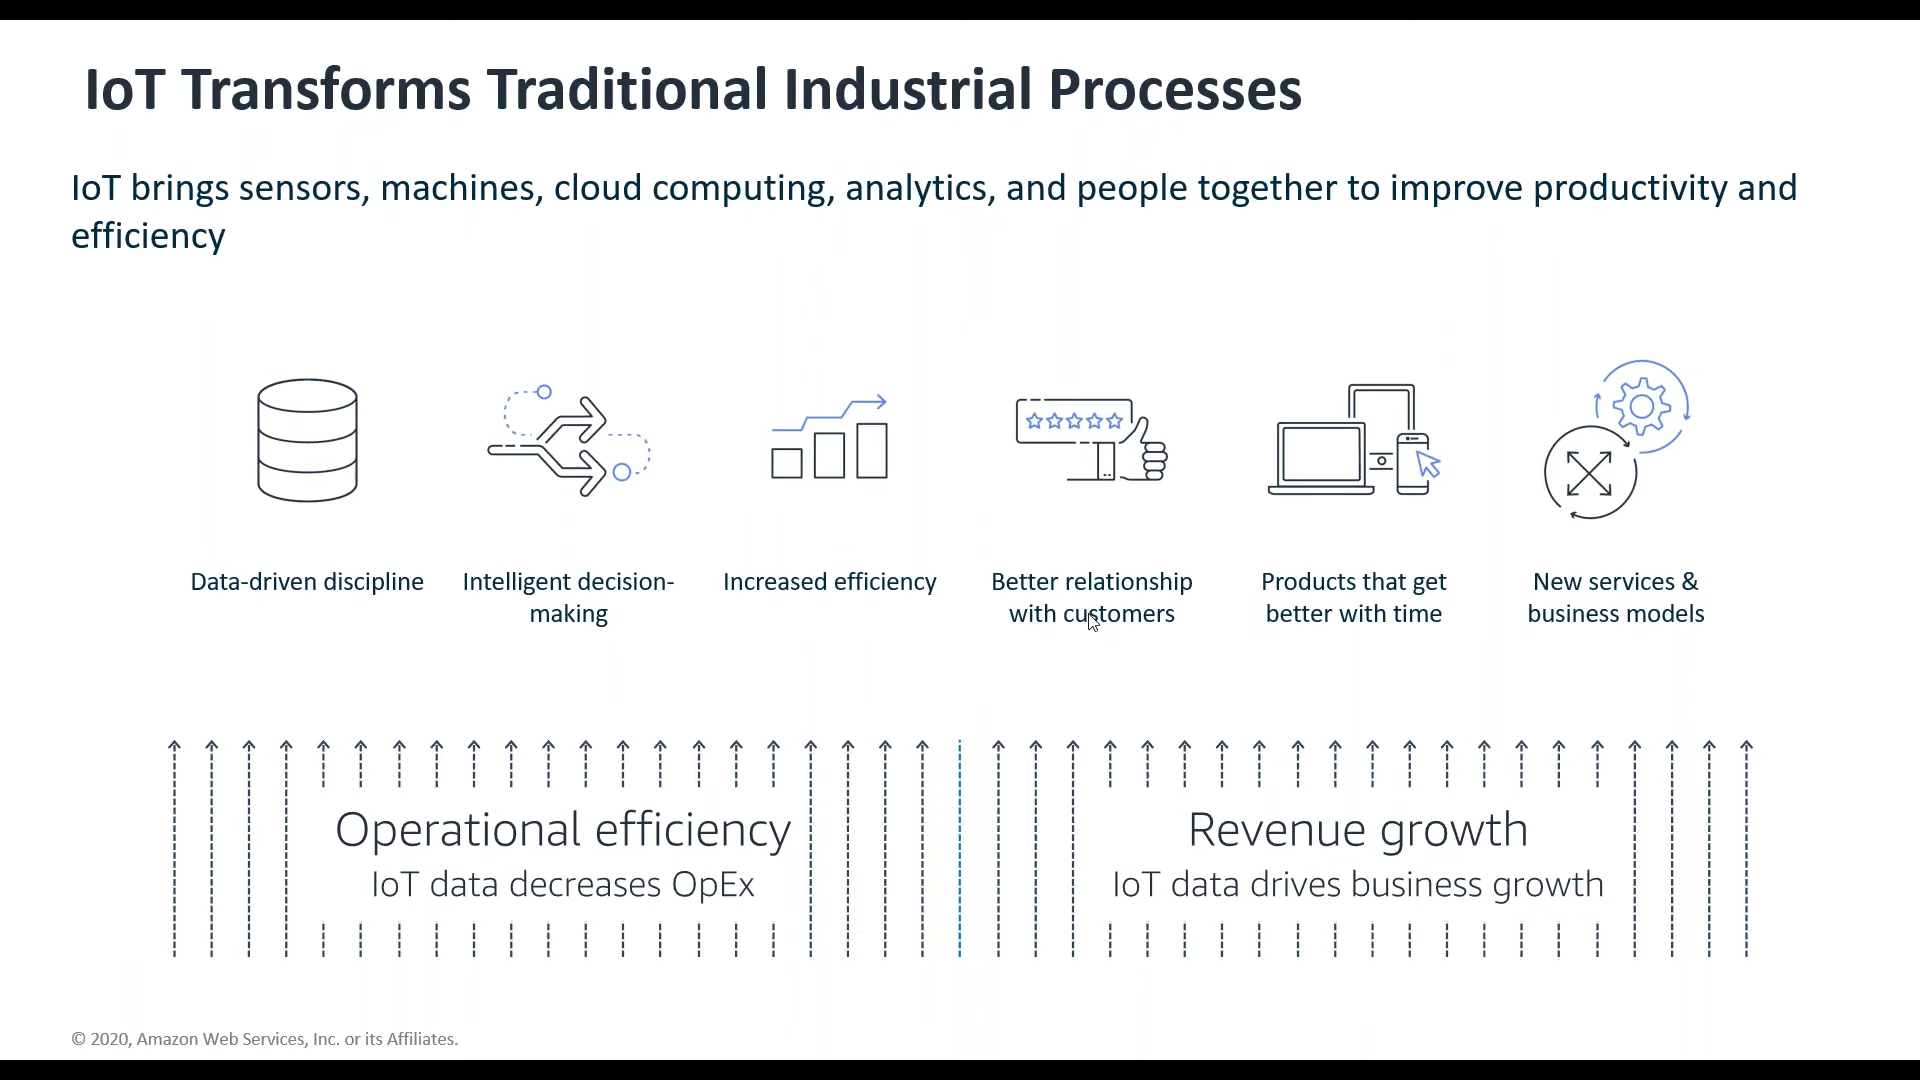 IoT Transforms Traditional Industrial Processes
IoT brings sensors, machines, cloud computing, analytics, and people together to improve productivity and
efficiency
Data-driven discipline
Intelligent decision-
making
Increased efficiency
Better relationship
with customers
Products that get
better with time
New services &
business models
Operational efficiency
IoT data decreases OpEx
Revenue growth
IoT data drives business growth
© 2020, Amazon Web Services, Inc. or its Affiliates.